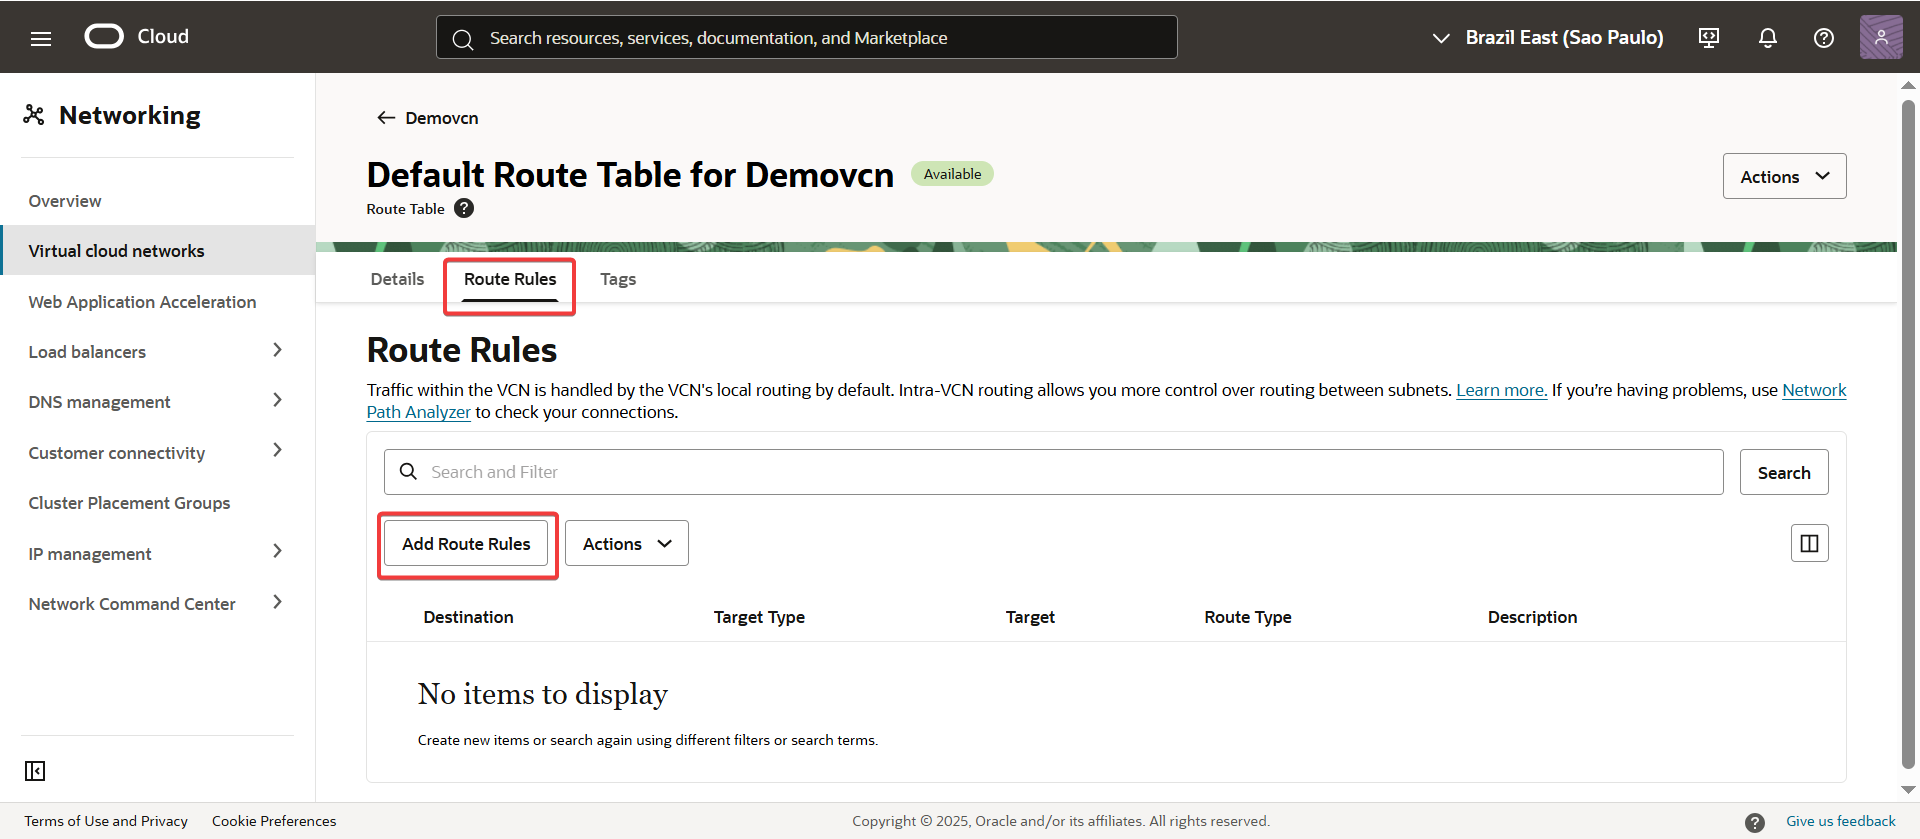 Cloud
Search resources, services, documentation, and Marketplace
Brazil East (Sao Paulo)
Networking
Overview
Virtual cloud networks
Web Application Acceleration
Load balancers
DNS management
Customer connectivity
Cluster Placement Groups
IP management
Network Command Center
Demovcn
Default Route Table for Demovcn
Available
Route Table ?
Actions
Details
Route Rules
Tags
Route Rules
Traffic within the VCN is handled by the VCN's local routing by default. Intra-VCN routing allows you more control over routing between subnets. Learn more. If you’re having problems, use Network
Path Analyzer to check your connections.
Search and Filter
Search
Add Route Rules
Actions
Destination
Target Type
Target
Route Type
Description
No items to display
Create new items or search again using different filters or search terms.
Terms of Use and Privacy
Cookie Preferences
Copyright © 2025, Oracle and/or its affiliates. All rights reserved.
? Give us feedback